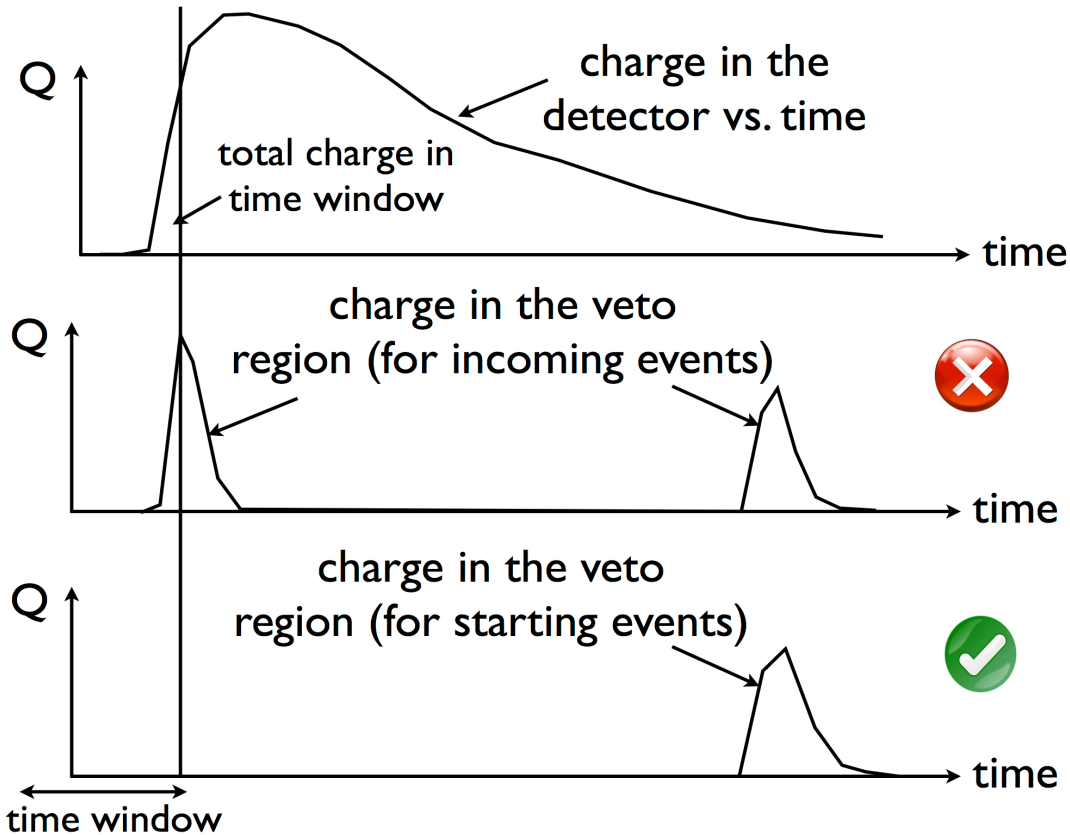 Q
charge in the
detector vs. time
total charge in
time window
time
Q
charge in the veto
region (for incoming events)
time
Q
charge in the veto
region (for starting events)
time
time window